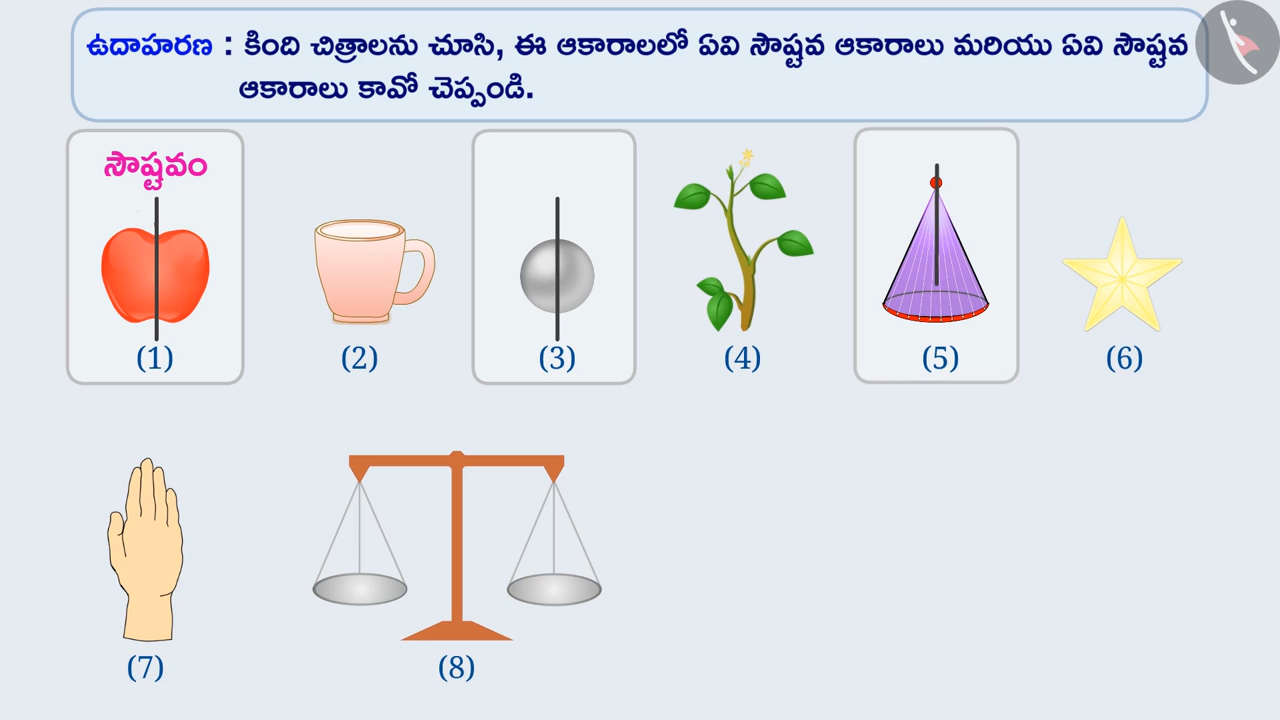 ఉదాహరణ : కింది చిత్రాలను చూసి, ఈ ఆకారాలలో ఏవి సౌష్టవ ఆకారాలు మరియు ఏవి సౌష్టవ
ఆకారాలు కావో చెప్పండి.
సౌష్టవం
(1) (2) (3) (4) (5) (6)
(7) (8)